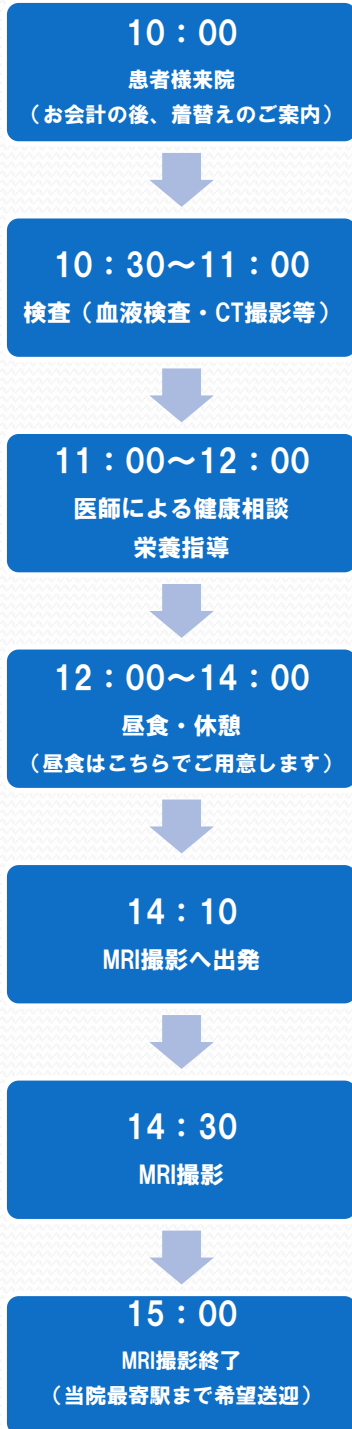 10：00
患者様来院
（お会計の後、着替えのご案内）
10：30～11：00
検査（血液検査・CT撮影等）
11：00～12：00
医師による健康相談
栄養指導
12：00～14：00
昼食・休憩
（昼食はこちらでご用意します）
14：10
MRI撮影へ出発
14：30
MRI撮影
15：00
MRI撮影終了
（当院最寄駅まで希望送迎）